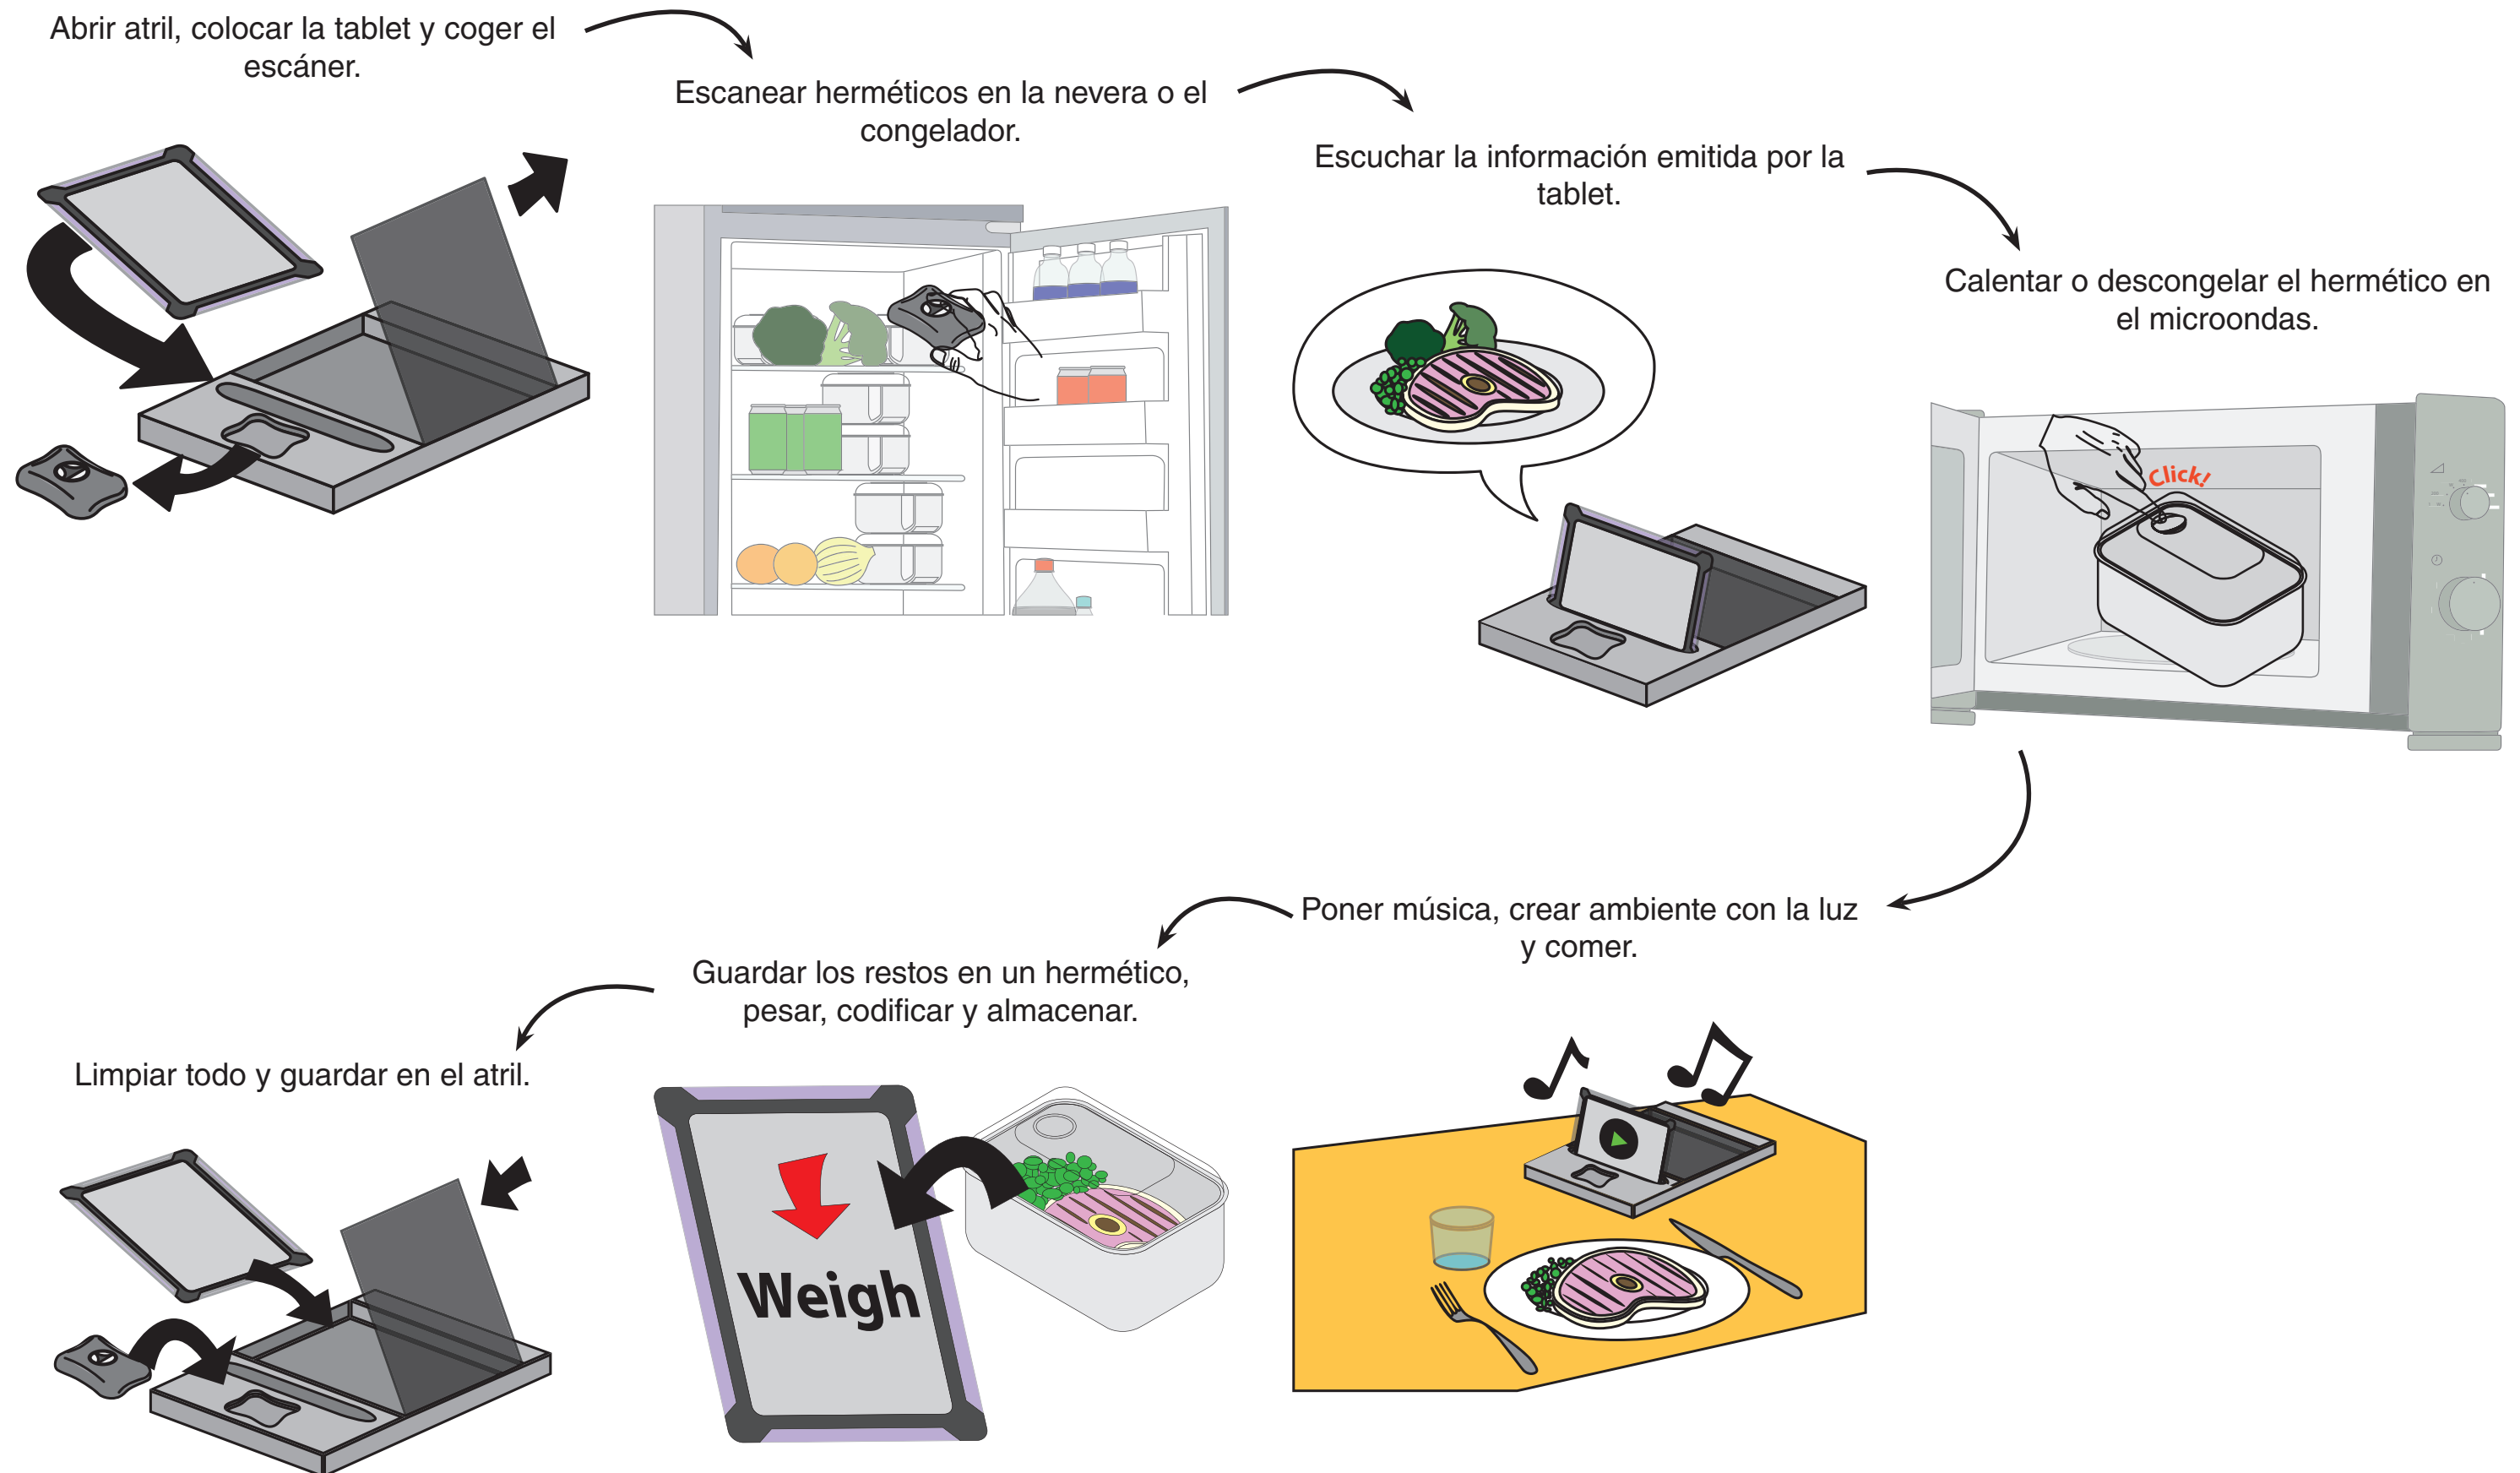 Abrir atril, colocar la tablet y coger el
escáner.
Escanear herméticos en la nevera o el
congelador.
Escuchar la información emitida por la
tablet.
Calentar o descongelar el hermético en
el microondas.
Click!
Poner música, crear ambiente con la luz
y comer.
Guardar los restos en un hermético,
pesar, codificar y almacenar.
Weigh
Limpiar todo y guardar en el atril.